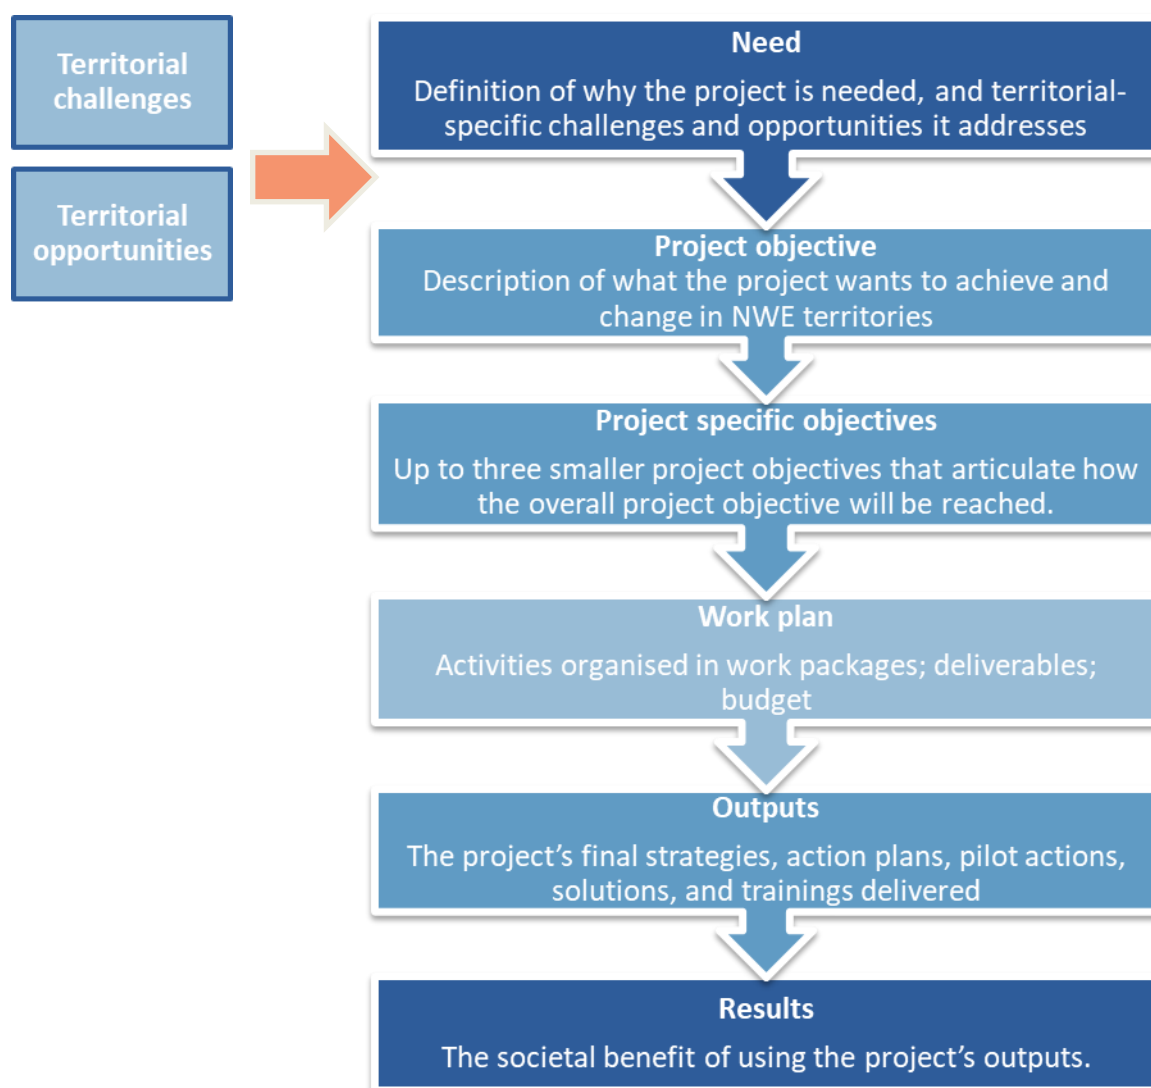 Territorial
challenges
Territorial
opportunities
Need
Definition of why the project is needed, and territorial-
specific challenges and opportunities it addresses
Project objective
Description of what the project wants to achieve and
change in NWE territories
Project specific objectives
Up to three smaller project objectives that articulate how
the overall project objective will be reached.
Work plan
Activities organised in work packages; deliverables;
budget
Outputs
The project’s final strategies, action plans, pilot actions,
solutions, and trainings delivered
Results
The societal benefit of using the project’s outputs.